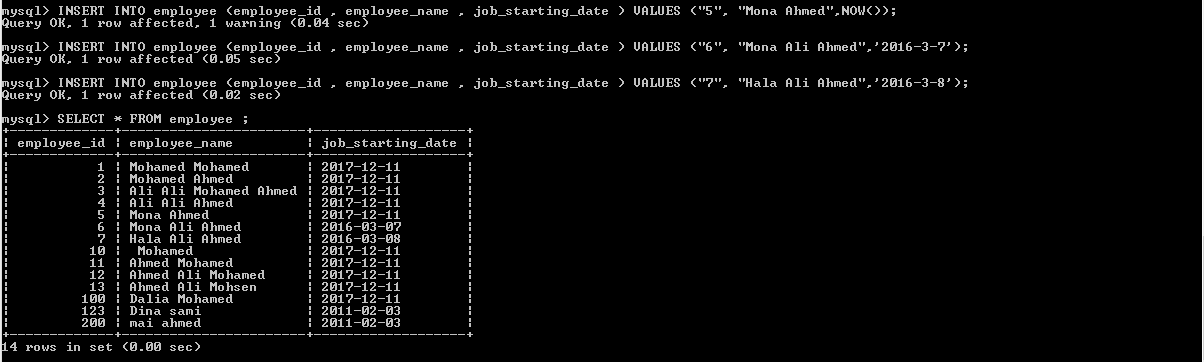 mysql> INSERT INTO employee (employee_id , employee_name , job_starting_date ) VALUES ("5", "Mona Ahmed",NOW());
Query OK, 1 row affected, 1 warning (0.04 sec)
mysql> INSERT INTO employee (employee_id , employee_name , job_starting_date ) VALUES ("6", "Mona Ali Ahmed",'2016-3-7');
Query OK, 1 row affected (0.05 sec)
mysql> INSERT INTO employee (employee_id , employee_name , job_starting_date ) VALUES ("7", "Hala Ali Ahmed",'2016-3-8');
Query OK, 1 row affected (0.02 sec)
mysql> SELECT * FROM employee ;
+-------------+------------------------+-------------------+
| employee_id | employee_name          | job_starting_date |
+-------------+------------------------+-------------------+
|           1 | Mohamed Mohamed        | 2017-12-11        |
|           2 | Mohamed Ahmed          | 2017-12-11        |
|           3 | Ali Ali Mohamed Ahmed  | 2017-12-11        |
|           4 | Ali Ali Ahmed          | 2017-12-11        |
|           5 | Mona Ahmed             | 2017-12-11        |
|           6 | Mona Ali Ahmed         | 2016-03-07        |
|           7 | Hala Ali Ahmed         | 2016-03-08        |
|          10 |  Mohamed               | 2017-12-11        |
|          11 | Ahmed Mohamed          | 2017-12-11        |
|          12 | Ahmed Ali Mohamed      | 2017-12-11        |
|          13 | Ahmed Ali Mohsen       | 2017-12-11        |
|         100 | Dalia Mohamed          | 2017-12-11        |
|         123 | Dina sami              | 2011-02-03        |
|         200 | mai ahmed              | 2011-02-03        |
+-------------+------------------------+-------------------+
14 rows in set (0.00 sec)